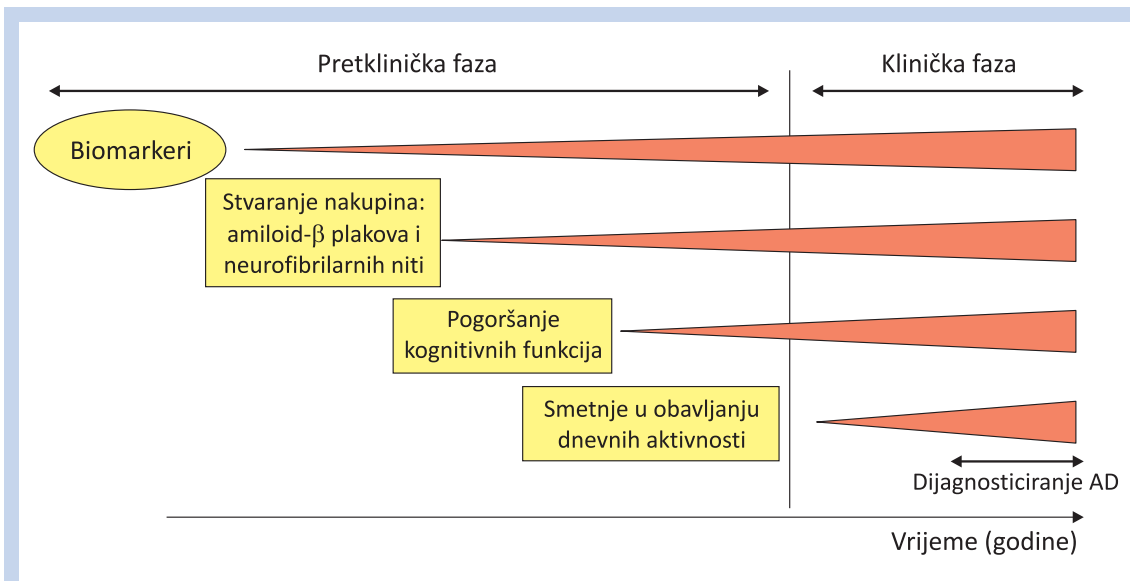 Pretklinička faza
Klinička faza
Biomarkeri
Stvaranje nakupina:
amiloid-β plakova i
neurofibrilarnih niti
Pogoršanje
kognitivnih funkcija
Smetnje u obavljanju
dnevnih aktivnosti
Dijagnosticiranje AD
Vrijeme (godine)